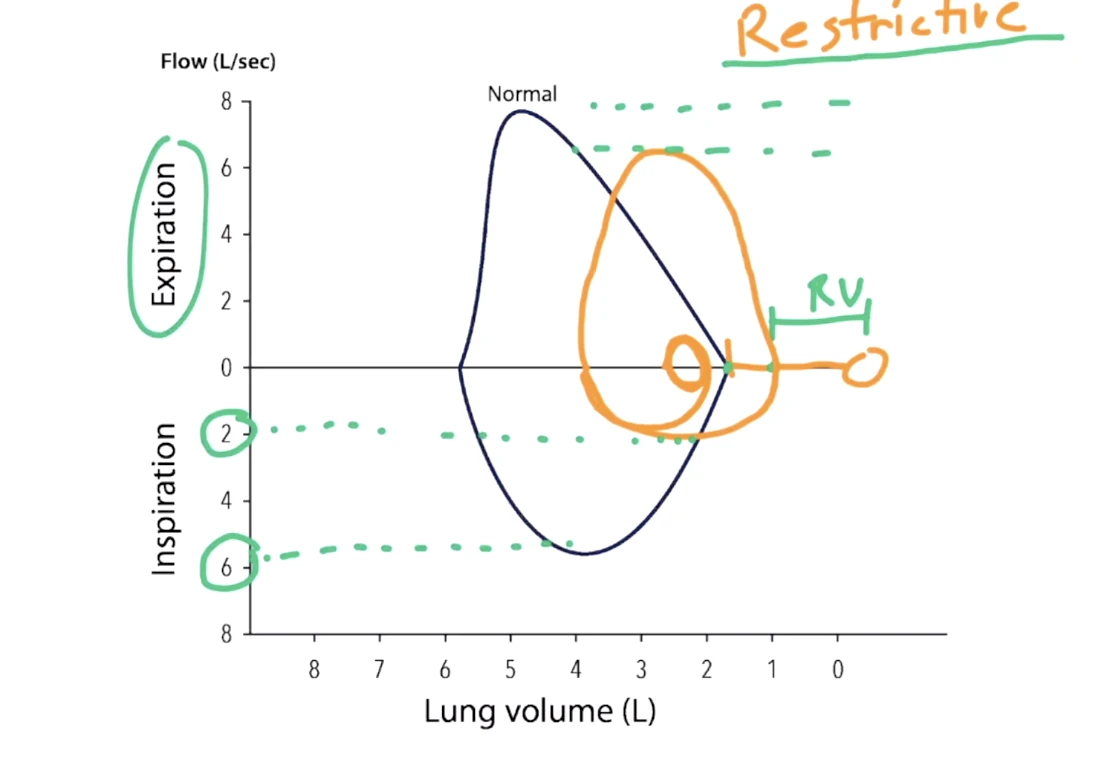 Restrictive
Flow (L/sec)
Normal
8
6
4
2
0
2
4
6
8
Expiration
Inspiration
RV
8 7 6 5 4 3 2 1 0
Lung volume (L)